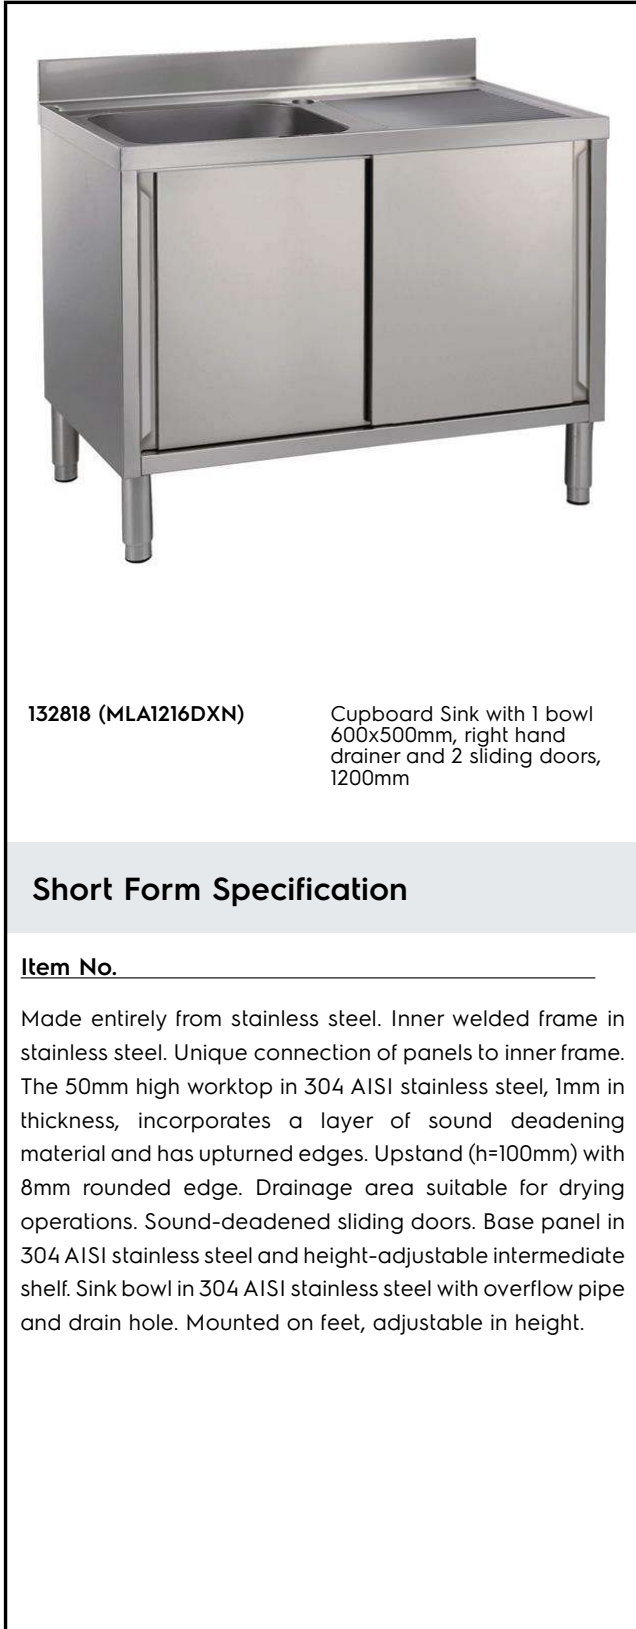 132818 (MLA1216DXN)
Cupboard Sink with 1 bowl
600x500mm, right hand
drainer and 2 sliding doors,
1200mm
Short Form Specification
Item No.
Made entirely from stainless steel. Inner welded frame in
stainless steel. Unique connection of panels to inner frame.
The 50mm high worktop in 304 AISI stainless steel, 1mm in
thickness, incorporates a layer of sound deadening
material and has upturned edges. Upstand (h=100mm) with
8mm rounded edge. Drainage area suitable for drying
operations. Sound-deadened sliding doors. Base panel in
304 AISI stainless steel and height-adjustable intermediate
shelf. Sink bowl in 304 AISI stainless steel with overflow pipe
and drain hole. Mounted on feet, adjustable in height.